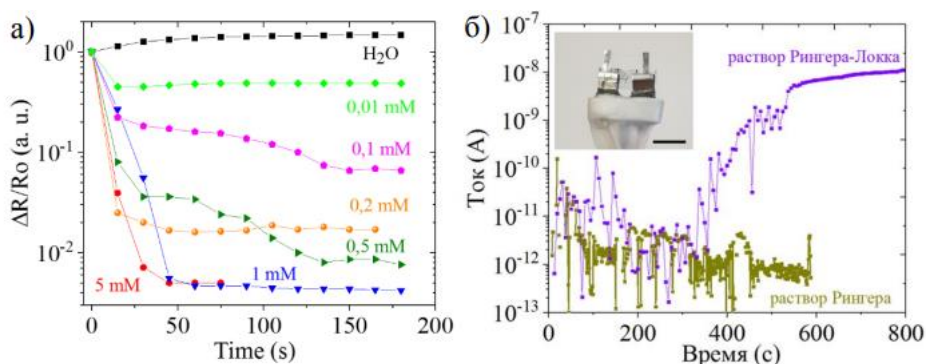 а)
ΔR/Ro (a. u.)
10⁰
10⁻¹
10⁻²
H₂O
0,01 mM
0,1 mM
0,2 mM
0,5 mM
5 mM
1 mM
0
50
100
150
200
Time (s)
б)
Ток (А)
10⁻⁷
10⁻⁸
10⁻⁹
10⁻¹⁰
10⁻¹¹
10⁻¹²
10⁻¹³
раствор Рингера-Локка
раствор Рингера
0
200
400
600
800
Время (с)